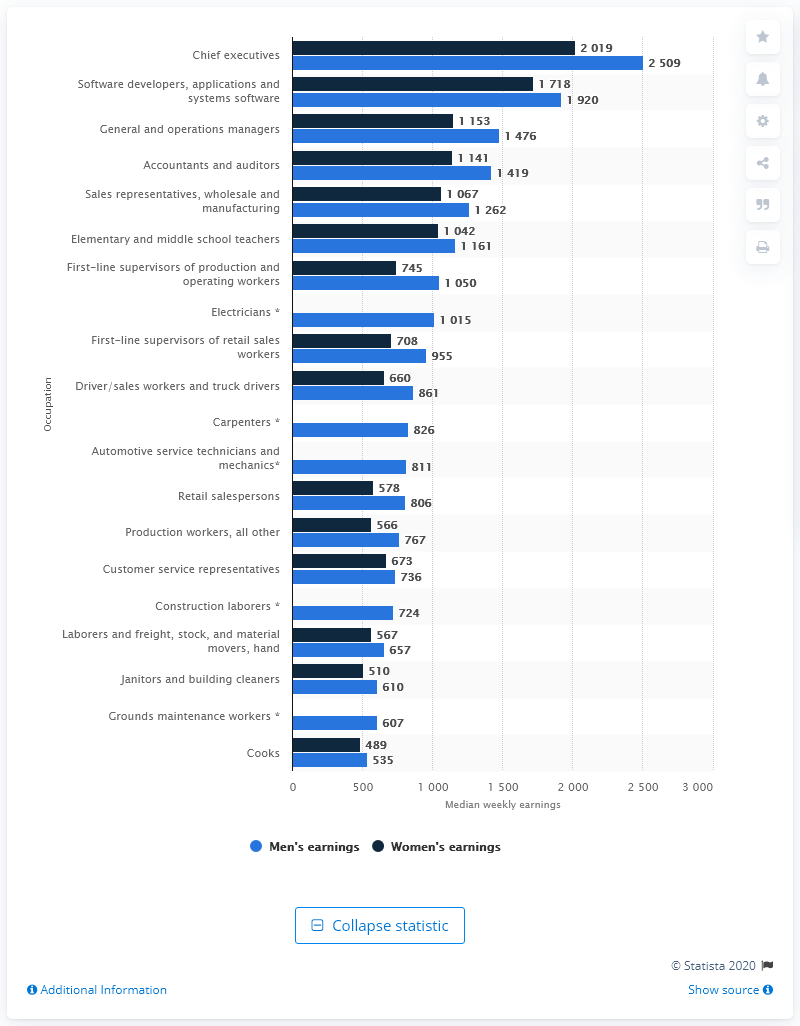 Chief executives
2 019
2 509
Software developers, applications and
systems software
1 718
1 920
General and operations managers
1 153
1 476
Accountants and auditors
1 141
1 419
Sales representatives, wholesale and
manufacturing
1 067
1 262
Elementary and middle school teachers
1 042
1 161
First-line supervisors of production and
operating workers
745
1 050
Electricians *
1 015
First-line supervisors of retail sales
workers
708
955
Driver/sales workers and truck drivers
660
861
Carpenters *
826
Automotive service technicians and
mechanics*
811
Retail salespersons
578
806
Production workers, all other
566
767
Customer service representatives
673
736
Construction laborers *
724
Laborers and freight, stock, and material
movers, hand
567
657
Janitors and building cleaners
510
610
Grounds maintenance workers *
607
Cooks
489
535
Occupation
0 500 1 000 1 500 2 000 2 500 3 000
Median weekly earnings
Men's earnings Women's earnings
Collapse statistic
© Statista 2020
Additional Information
Show source